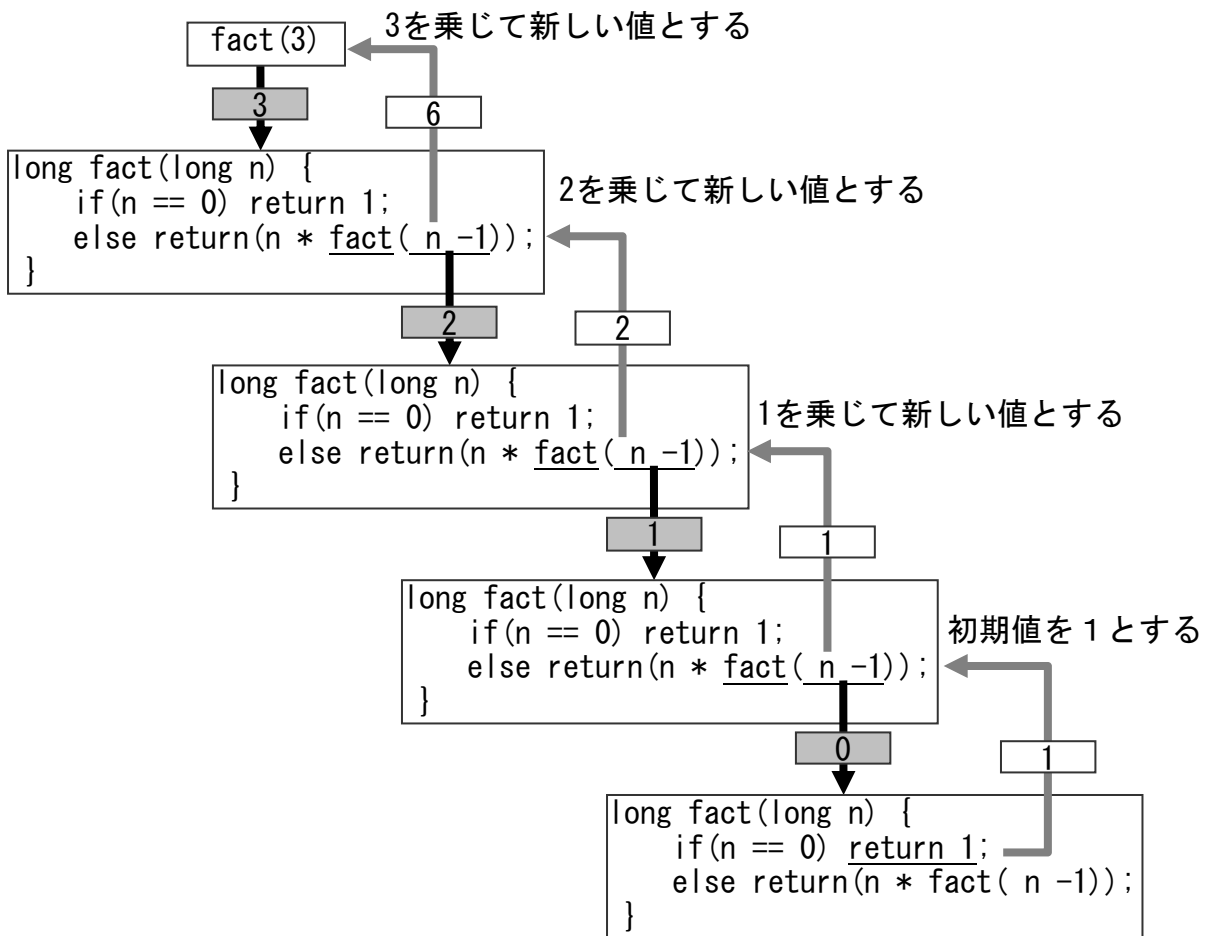 3を乗じて新しい値とする
fact(3)
3
6
long fact(long n) {
if(n == 0) return 1;
else return(n * fact( n -1));
}
2を乗じて新しい値とする
2
2
long fact(long n) {
if(n == 0) return 1;
else return(n * fact( n -1));
}
1を乗じて新しい値とする
1
1
long fact(long n) {
if(n == 0) return 1;
else return(n * fact( n -1));
}
初期値を１とする
0
1
long fact(long n) {
if(n == 0) return 1;
else return(n * fact( n -1));
}